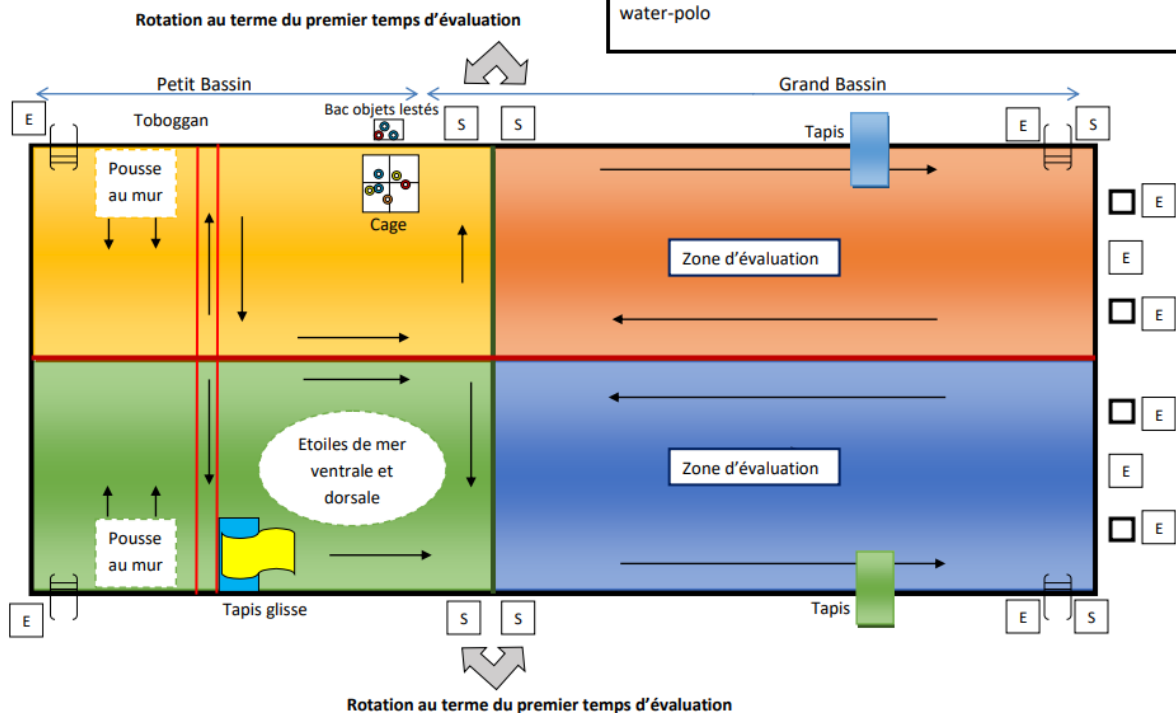 water-polo
Rotation au terme du premier temps d’évaluation
Petit Bassin
Grand Bassin
E
Toboggan
Bac objets lestés
S
S
Tapis
E
S
Pousse
au mur
Cage
E
Zone d’évaluation
E
E
E
Etoiles de mer
ventrale et
dorsale
Zone d’évaluation
E
Pousse
au mur
E
E
Tapis glisse
S
S
Tapis
E
S
Rotation au terme du premier temps d’évaluation